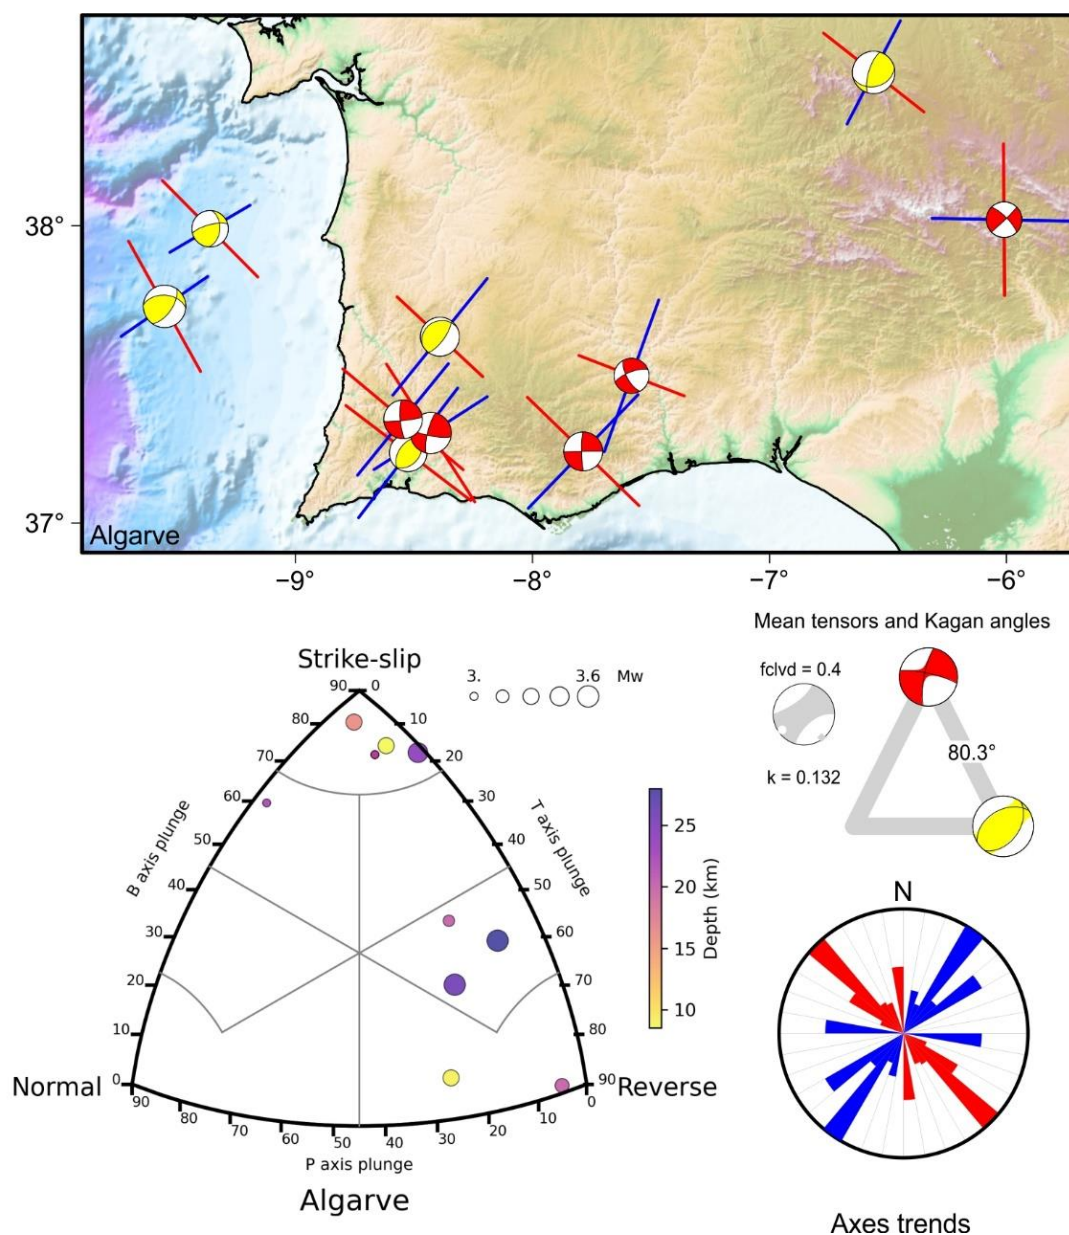 38°
37°
Algarve
−9°
−8°
−7°
−6°
Mean tensors and Kagan angles
fclvd = 0.4
k = 0.132
80.3°
Strike-slip
3.
3.6
Mw
90
0
80
10
70
20
60
30
50
40
40
50
30
60
20
70
10
80
0
90
B axis plunge
T axis plunge
Normal
Reverse
90
80
70
60
50
40
30
20
10
0
P axis plunge
Algarve
25
20
15
10
Depth (km)
N
Axes trends